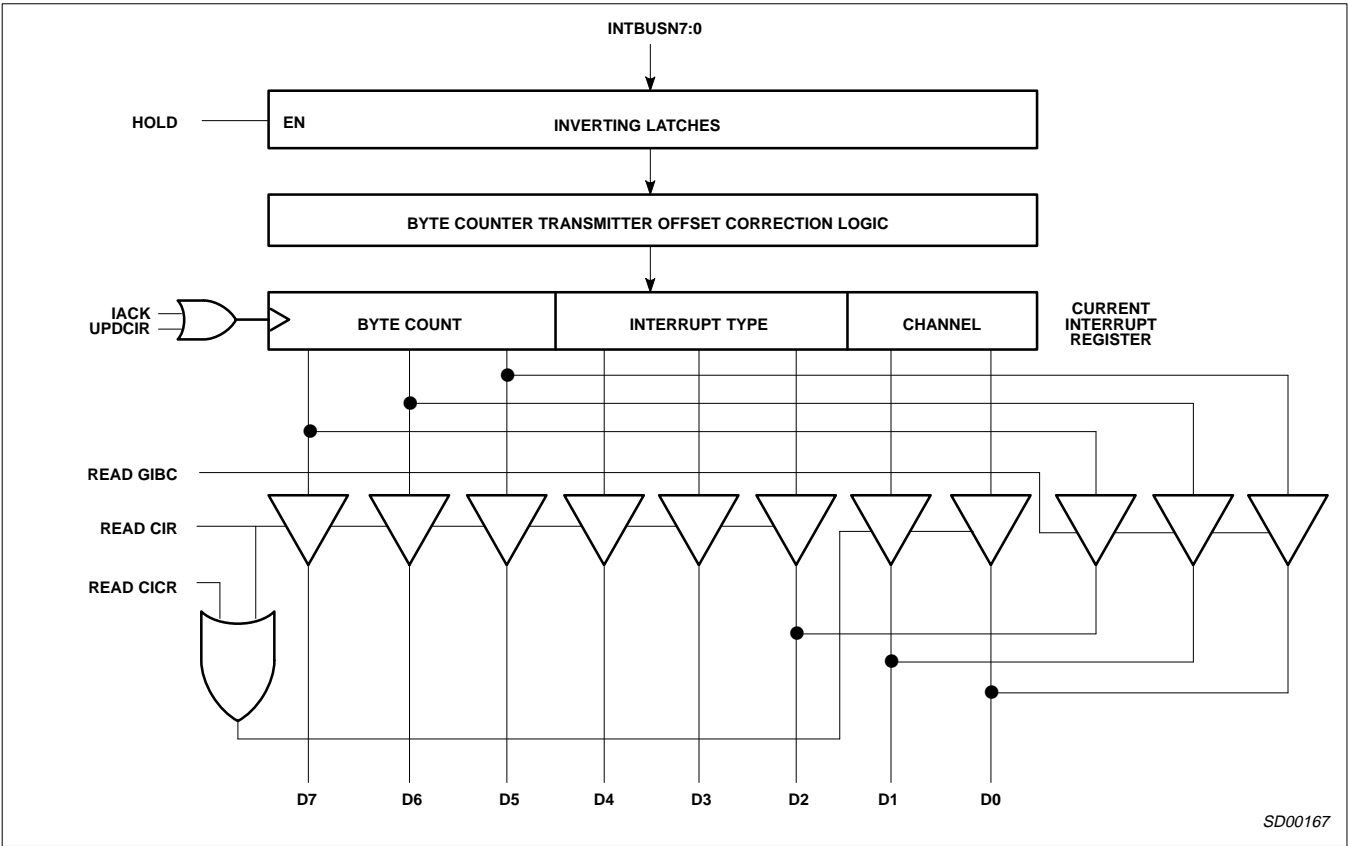 INTBUSN7:0
HOLD
EN
INVERTING LATCHES
BYTE COUNTER TRANSMITTER OFFSET CORRECTION LOGIC
IACK
UPDCIR
BYTE COUNT
INTERRUPT TYPE
CHANNEL
CURRENT
INTERRUPT
REGISTER
READ GIBC
READ CIR
READ CICR
D7 D6 D5 D4 D3 D2 D1 D0
SD00167